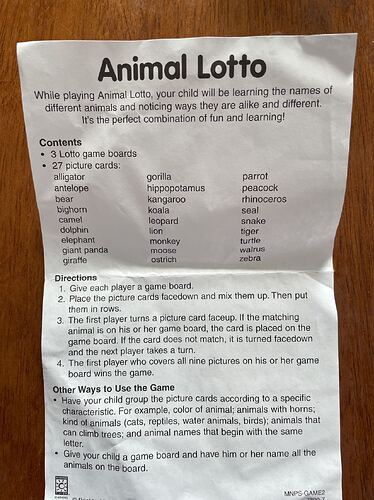 Animal Lotto
While playing Animal Lotto, your child will be learning the names of
different animals and noticing ways they are alike and different.
It's the perfect combination of fun and learning!
Contents
• 3 Lotto game boards
• 27 picture cards:
alligator gorilla parrot
antelope hippopotamus peacock
bear kangaroo rhinoceros
bighorn koala seal
camel leopard snake
dolphin lion tiger
elephant monkey turtle
giant panda moose walrus
giraffe ostrich zebra
Directions
1. Give each player a game board.
2. Place the picture cards facedown and mix them up. Then put
them in rows.
3. The first player turns a picture card faceup. If the matching
animal is on his or her game board, the card is placed on the
game board. If the card does not match, it is turned facedown
and the next player takes a turn.
4. The first player who covers all nine pictures on his or her game
board wins the game.
Other Ways to Use the Game
• Have your child group the picture cards according to a specific
characteristic. For example, color of animal; animals with horns;
kind of animals (cats, reptiles, water animals, birds); animals that
can climb trees; and animal names that begin with the same
letter.
• Give your child a game board and have him or her name all the
animals on the board.
MNPS-GAME2